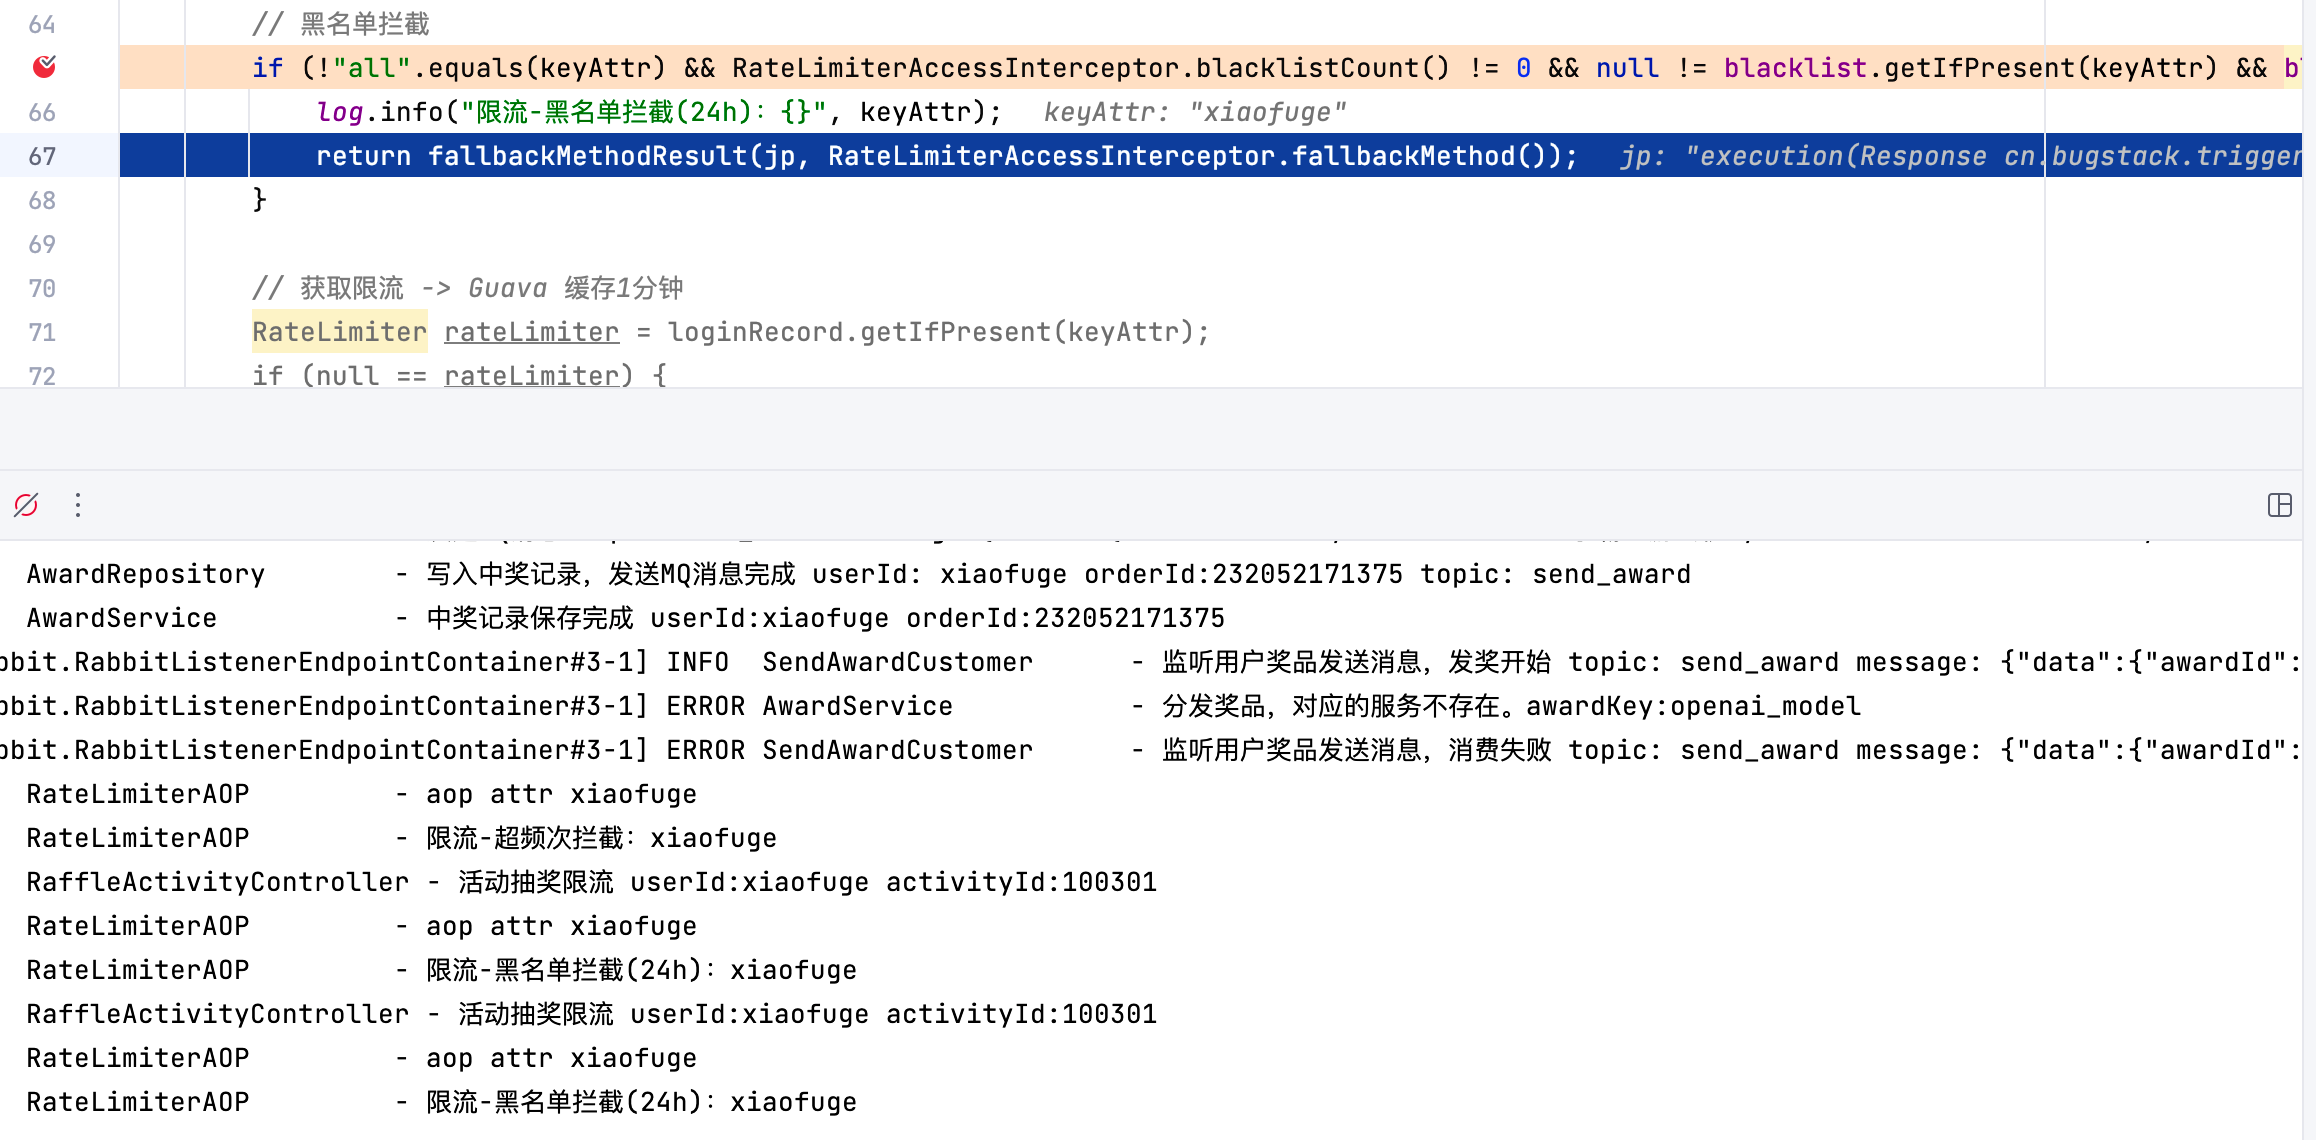 64 // 黑名单拦截
if (!"all".equals(keyAttr) && RateLimiterAccessInterceptor.blacklistCount() != 0 && null != blacklist.getIfPresent(keyAttr) &&
66 log.info("限流-黑名单拦截(24h)：{}", keyAttr); keyAttr: "xiaofuge"
67 return fallbackMethodResult(jp, RateLimiterAccessInterceptor.fallbackMethod()); jp: "execution(Response cn.bugstack.trigger
68 }
69
70 // 获取限流 -> Guava 缓存1分钟
71 RateLimiter rateLimiter = loginRecord.getIfPresent(keyAttr);
72 if (null == rateLimiter) {
AwardRepository - 写入中奖记录，发送MQ消息完成 userId: xiaofuge orderId:232052171375 topic: send_award
AwardService - 中奖记录保存完成 userId:xiaofuge orderId:232052171375
bbit.RabbitListenerEndpointContainer#3-1] INFO SendAwardCustomer - 监听用户奖品发送消息，发奖开始 topic: send_award message: {"data":{"awardId":
bbit.RabbitListenerEndpointContainer#3-1] ERROR AwardService - 分发奖品，对应的服务不存在。awardKey:openai_model
bbit.RabbitListenerEndpointContainer#3-1] ERROR SendAwardCustomer - 监听用户奖品发送消息，消费失败 topic: send_award message: {"data":{"awardId":
RateLimiterAOP - aop attr xiaofuge
RateLimiterAOP - 限流-超频次拦截：xiaofuge
RaffleActivityController - 活动抽奖限流 userId:xiaofuge activityId:100301
RateLimiterAOP - aop attr xiaofuge
RateLimiterAOP - 限流-黑名单拦截(24h)：xiaofuge
RaffleActivityController - 活动抽奖限流 userId:xiaofuge activityId:100301
RateLimiterAOP - aop attr xiaofuge
RateLimiterAOP - 限流-黑名单拦截(24h)：xiaofuge